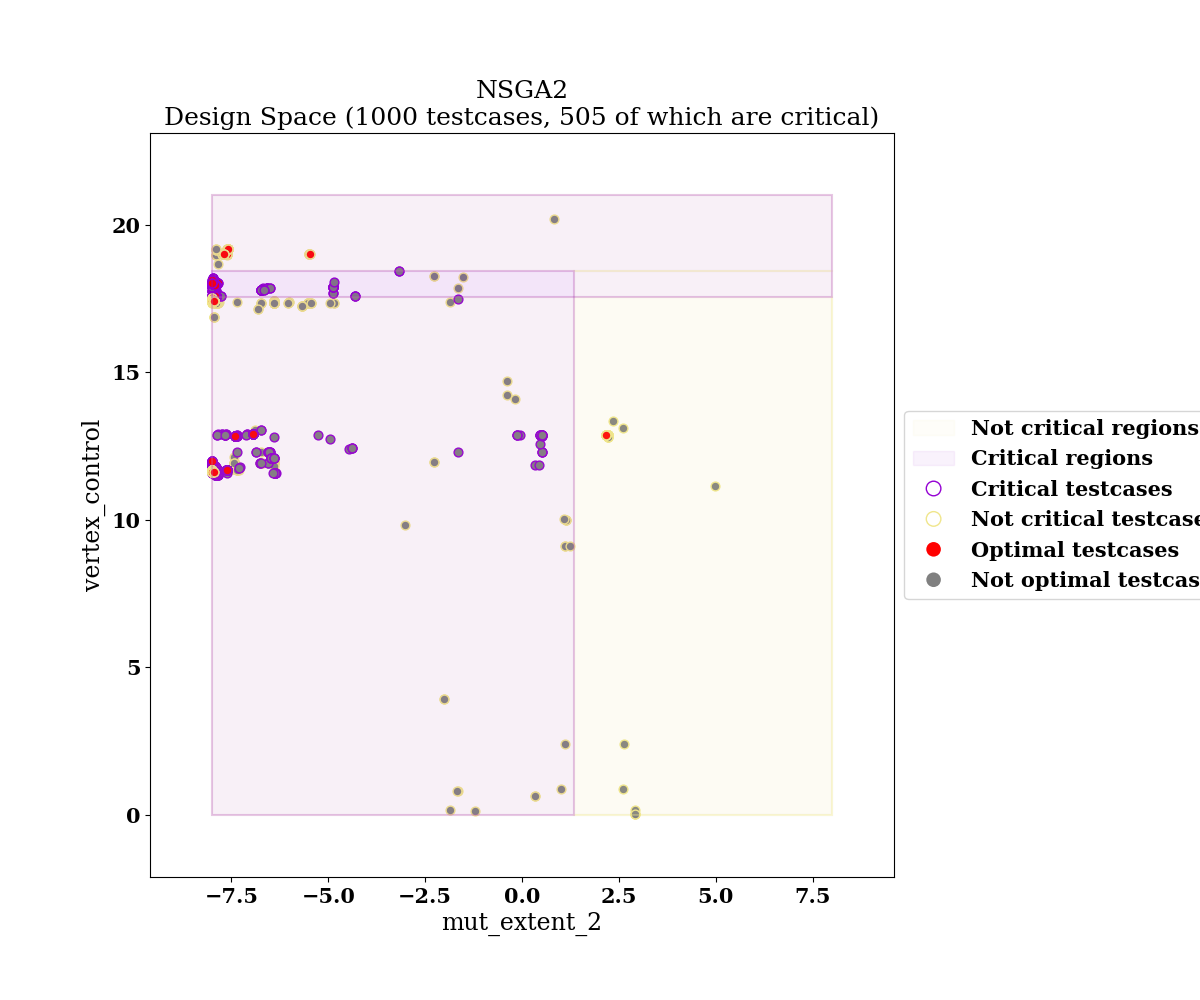 NSGA2
Design Space (1000 testcases, 505 of which are critical)
20
15
10
5
0
vertex_control
−7.5
−5.0
−2.5
0.0
2.5
5.0
7.5
mut_extent_2
Not critical regions
Critical regions
Critical testcases
Not critical testcase
Optimal testcases
Not optimal testcas